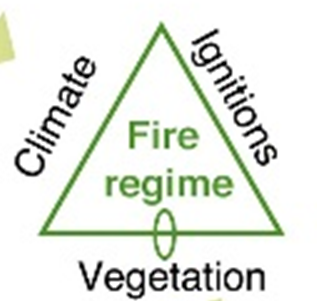 Climate
Ignitions
Fire
regime
Vegetation